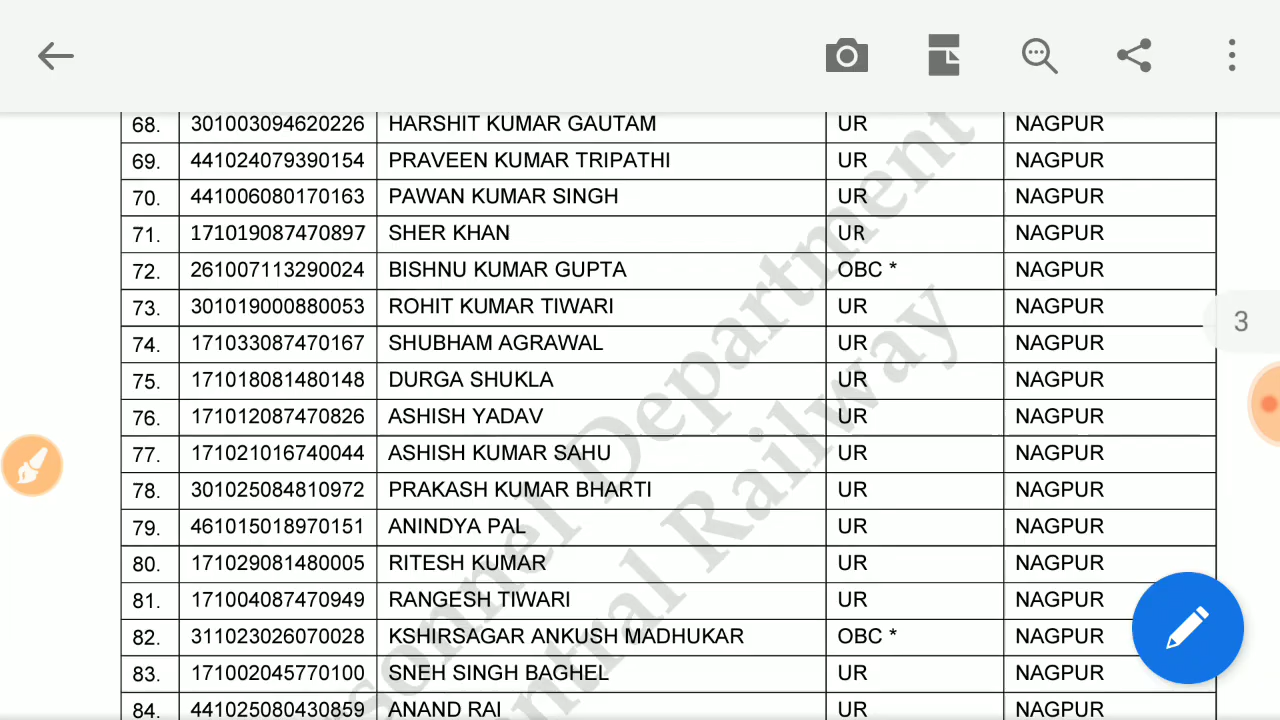 68. 301003094620226 HARSHIT KUMAR GAUTAM UR NAGPUR
69. 441024079390154 PRAVEEN KUMAR TRIPATHI UR NAGPUR
70. 441006080170163 PAWAN KUMAR SINGH UR NAGPUR
71. 171019087470897 SHER KHAN UR NAGPUR
72. 261007113290024 BISHNU KUMAR GUPTA OBC * NAGPUR
73. 301019000880053 ROHIT KUMAR TIWARI UR NAGPUR
3
74. 171033087470167 SHUBHAM AGRAWAL UR NAGPUR
75. 171018081480148 DURGA SHUKLA UR NAGPUR
76. 171012087470826 ASHISH YADAV UR NAGPUR
77. 171021016740044 ASHISH KUMAR SAHU UR NAGPUR
78. 301025084810972 PRAKASH KUMAR BHARTI UR NAGPUR
79. 461015018970151 ANINDYA PAL UR NAGPUR
80. 171029081480005 RITESH KUMAR UR NAGPUR
81. 171004087470949 RANGESH TIWARI UR NAGPUR
82. 311023026070028 KSHIRSAGAR ANKUSH MADHUKAR OBC * NAGPUR
83. 171002045770100 SNEH SINGH BAGHEL UR NAGPUR
84. 441025080430859 ANAND RAI UR NAGPUR
sonnel Department
entral Railway